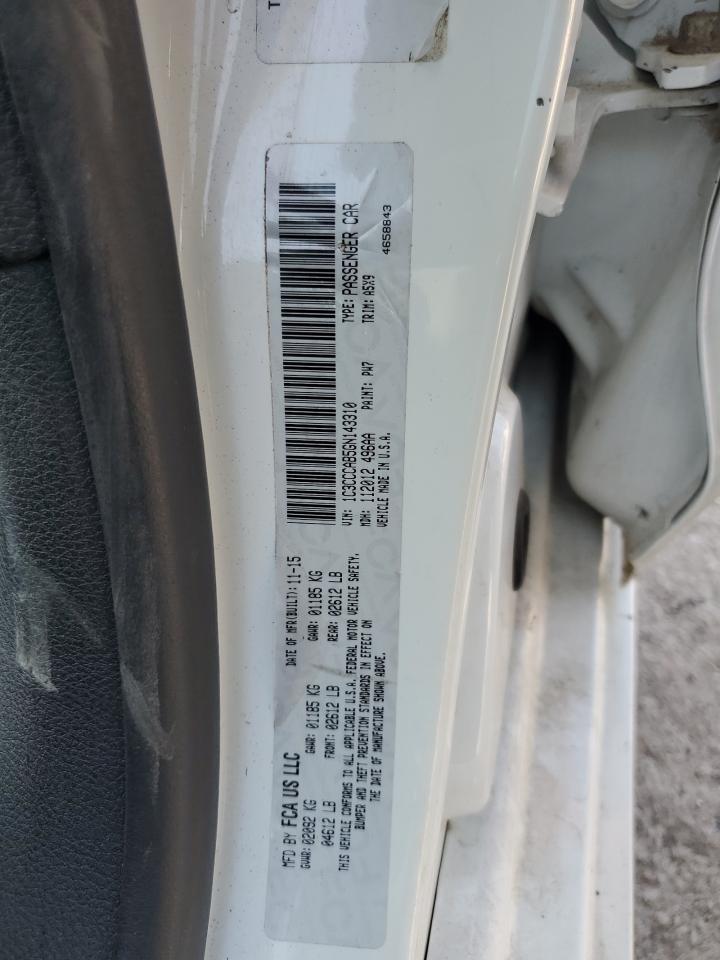 MFD BY FCA US LLC
DATE OF MFR(BUILT): 11-15
GVWR: 02092 KG
GAWR: 01185 KG
GAWR: 01185 KG
04612 LB
FRONT: 02612 LB
REAR: 02612 LB
THIS VEHICLE CONFORMS TO ALL APPLICABLE U.S.A. FEDERAL MOTOR VEHICLE SAFETY,
BUMPER AND THEFT PREVENTION STANDARDS IN EFFECT ON
THE DATE OF MANUFACTURE SHOWN ABOVE.
VIN: 1C3CCCAB5GN143310
TYPE: PASSENGER CAR
MDH: 112012 496AA
PAINT: PW7
TRIM: A5X9
VEHICLE MADE IN U.S.A.
4658843
T